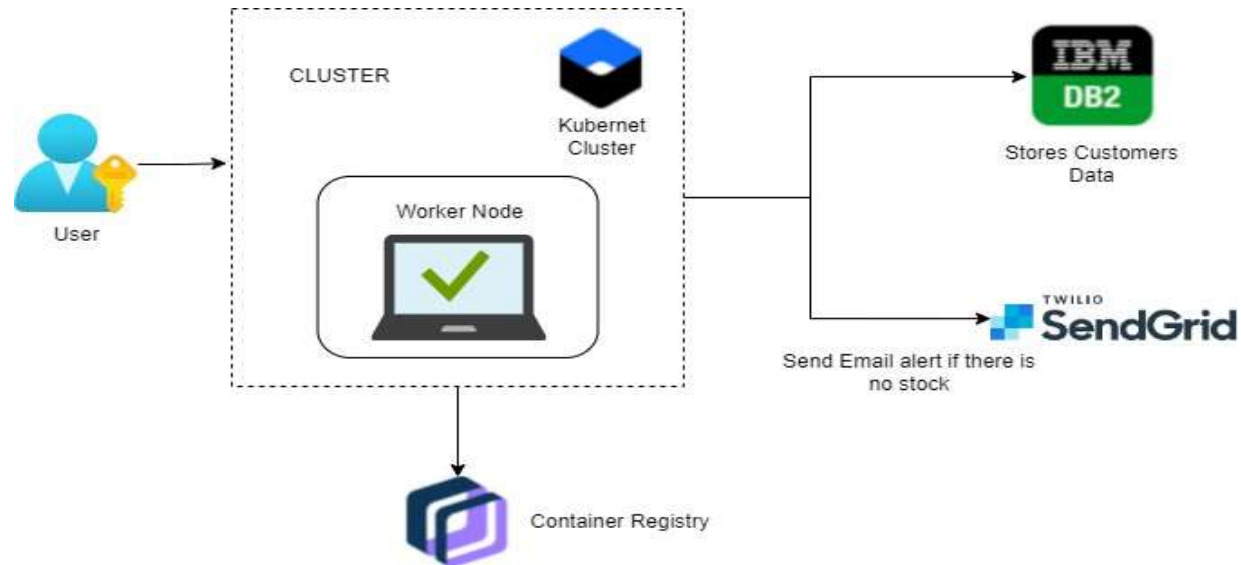 CLUSTER
Kubernet
Cluster
Worker Node
User
IBM
DB2
Stores Customers
Data
TWILIO
SendGrid
Send Email alert if there is
no stock
Container Registry